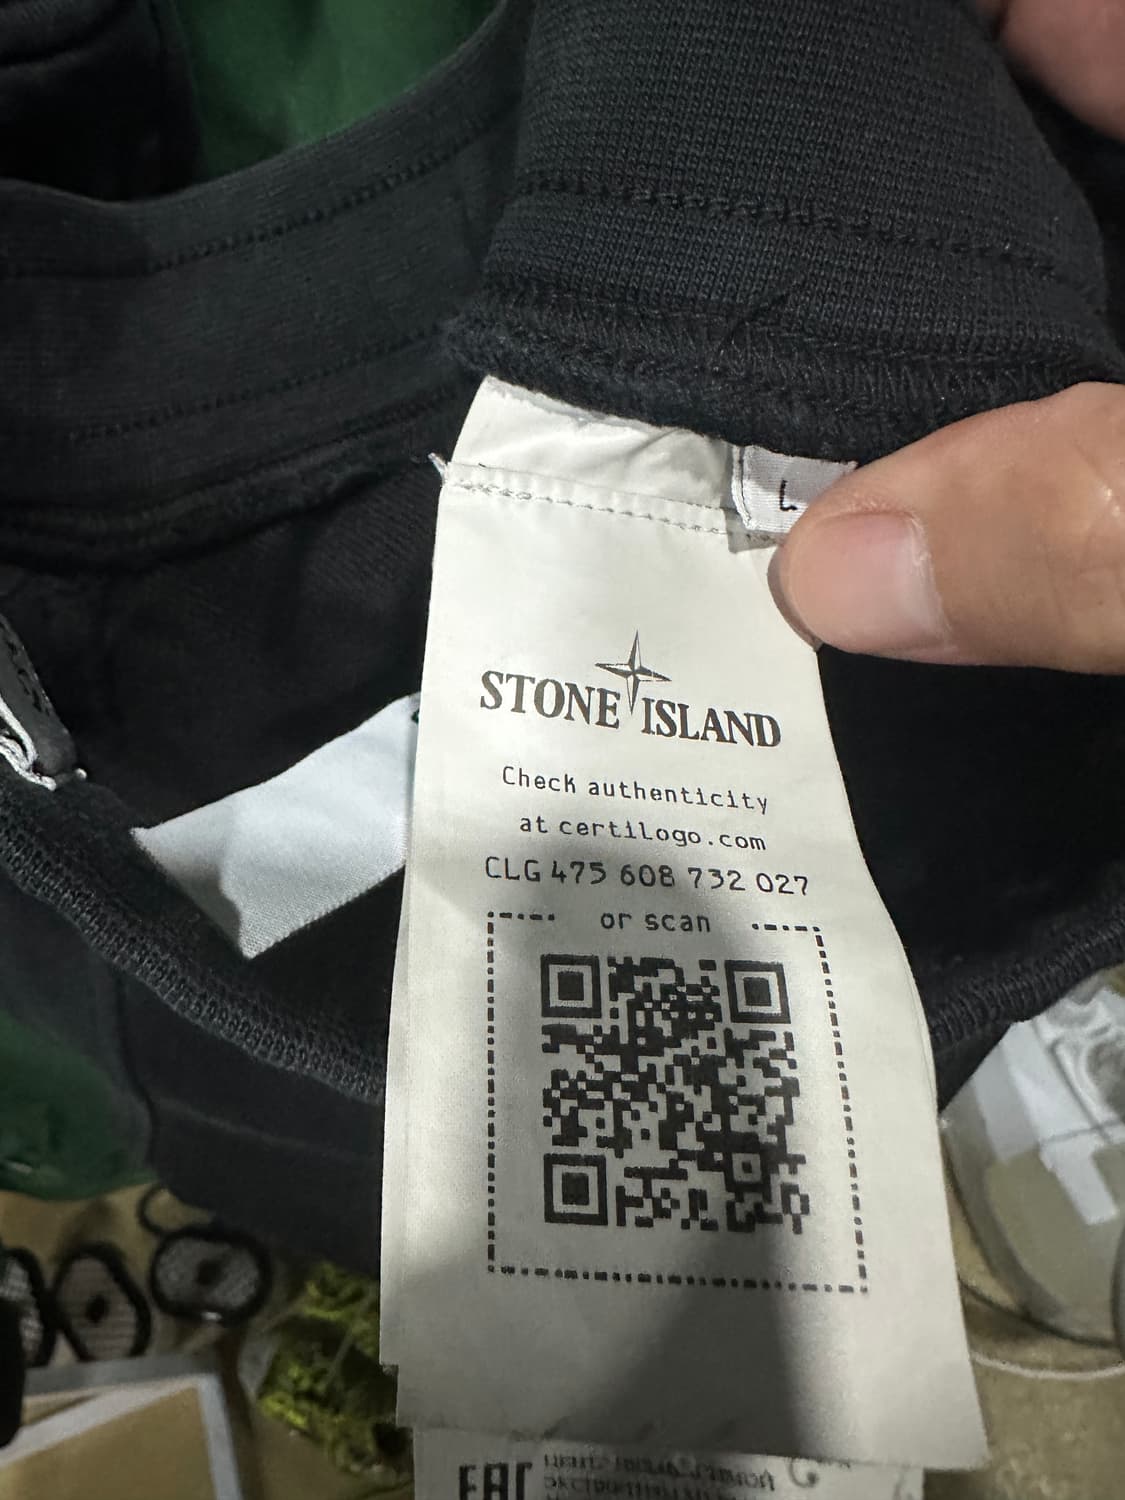 L
STONE ISLAND
Check authenticity
at certilogo.com
CLG 475 608 732 027
or scan
EAC